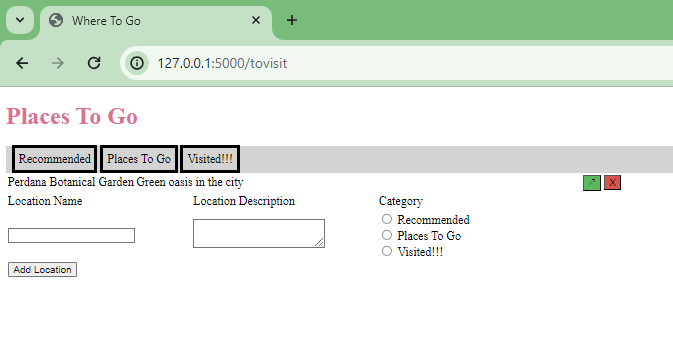 Where To Go
127.0.0.1:5000/tovisit
Places To Go
Recommended Places To Go Visited!!!
Perdana Botanical Garden Green oasis in the city X
Location Name Location Description Category
Recommended
Places To Go
Visited!!!
Add Location